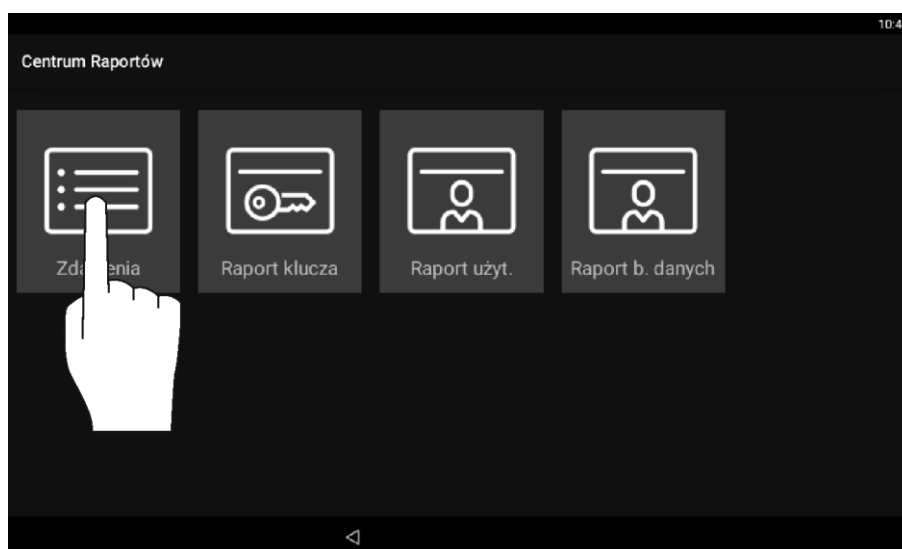 10:4
Centrum Raportów
Raport klucza
Raport użyt.
Raport b. danych